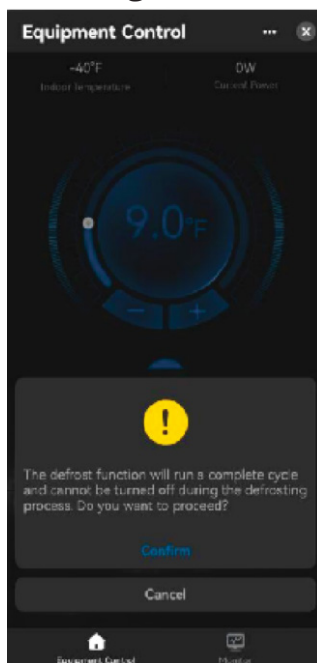 Equipment Control
-40°F
0W
Indoor Temperature
Current Power
9.0°F
The defrost function will run a complete cycle
and cannot be turned off during the defrosting
process. Do you want to proceed?
Confirm
Cancel
Equipment Control
Monitor